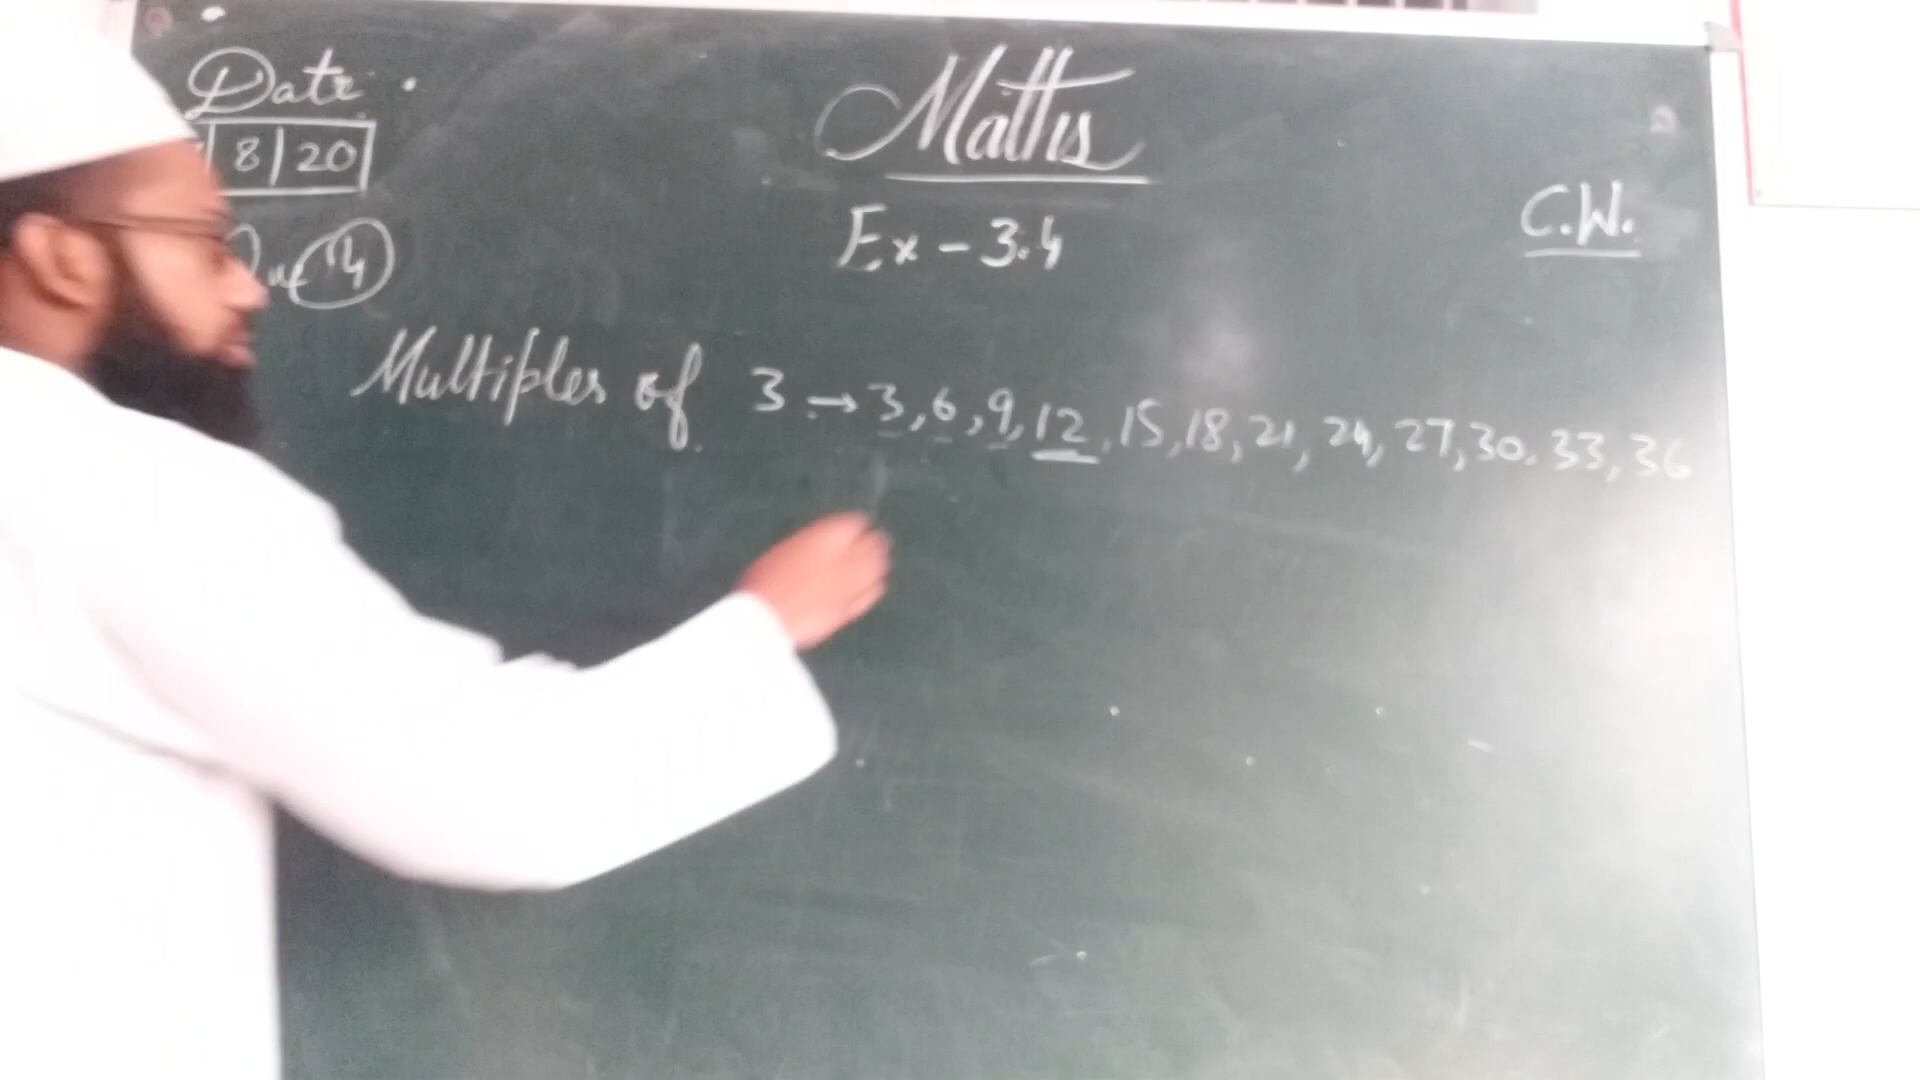 Date
Maths
8|20
C.W.
Ex - 3.4
4
Multiples of 3 → 3, 6, 9, 12, 15, 18, 21, 24, 27, 30, 33, 36